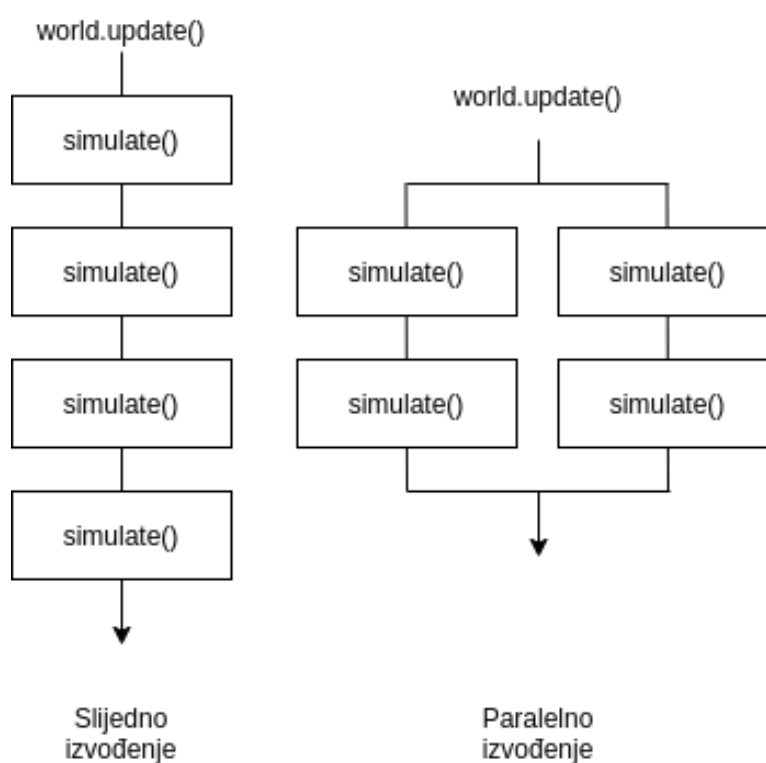 world.update()
simulate()
simulate()
simulate()
simulate()
Slijedno
izvođenje
world.update()
simulate()
simulate()
simulate()
simulate()
Paralelno
izvođenje